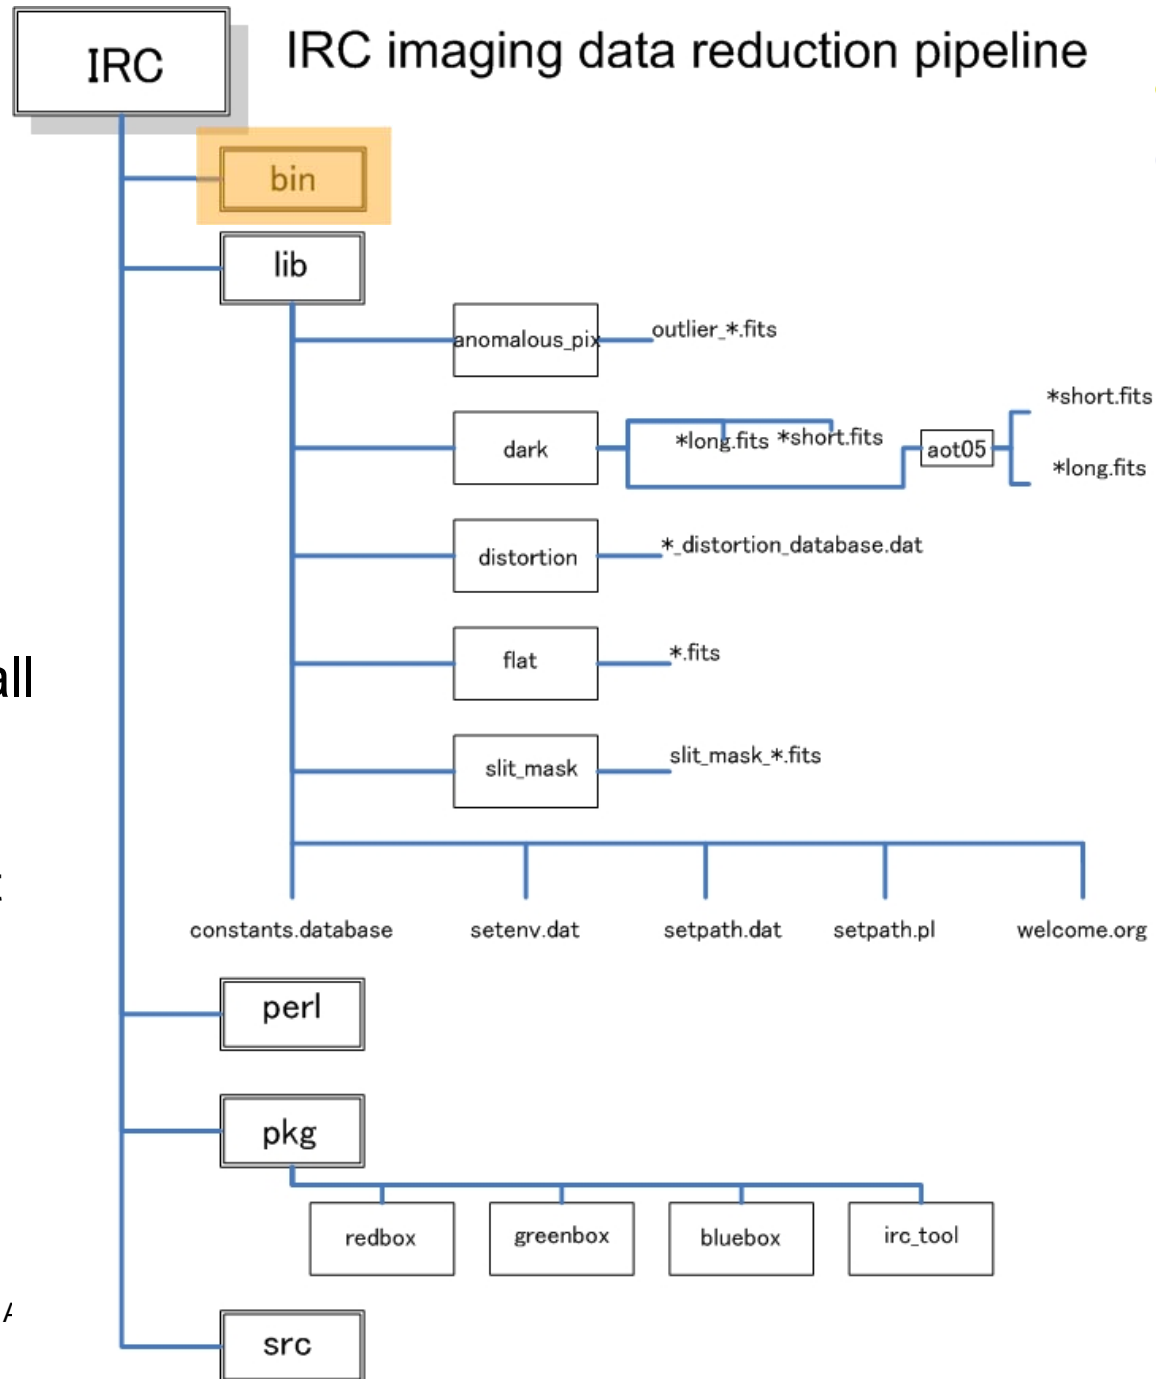 IRC
IRC imaging data reduction pipeline
bin
lib
anomalous_pix
outlier_*.fits
*short.fits
dark
*long.fits *short.fits
aot05
*long.fits
distortion
*_distortion_database.dat
all
flat
*.fits
slit_mask
slit_mask_*.fits
constants.database setenv.dat setpath.dat setpath.pl welcome.org
perl
pkg
redbox greenbox bluebox irc_tool
src